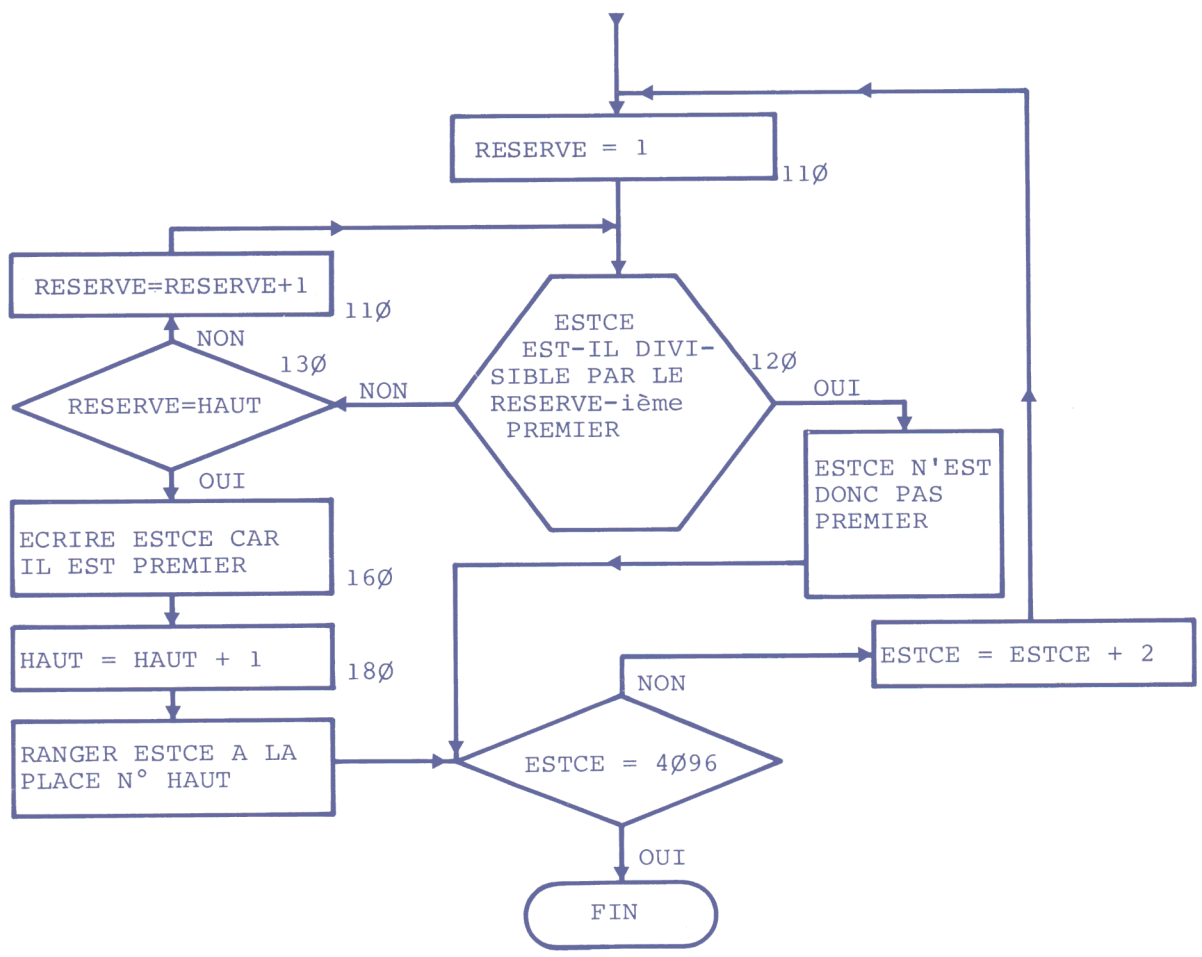 RESERVE = 1
11Ø
RESERVE=RESERVE+1
11Ø
NON
13Ø
RESERVE=HAUT
NON
ESTCE
EST-IL DIVI-
SIBLE PAR LE
RESERVE-ième
PREMIER
12Ø
OUI
ESTCE N'EST
DONC PAS
PREMIER
OUI
ECRIRE ESTCE CAR
IL EST PREMIER
16Ø
HAUT = HAUT + 1
18Ø
RANGER ESTCE A LA
PLACE N° HAUT
ESTCE = 4Ø96
NON
ESTCE = ESTCE + 2
OUI
FIN